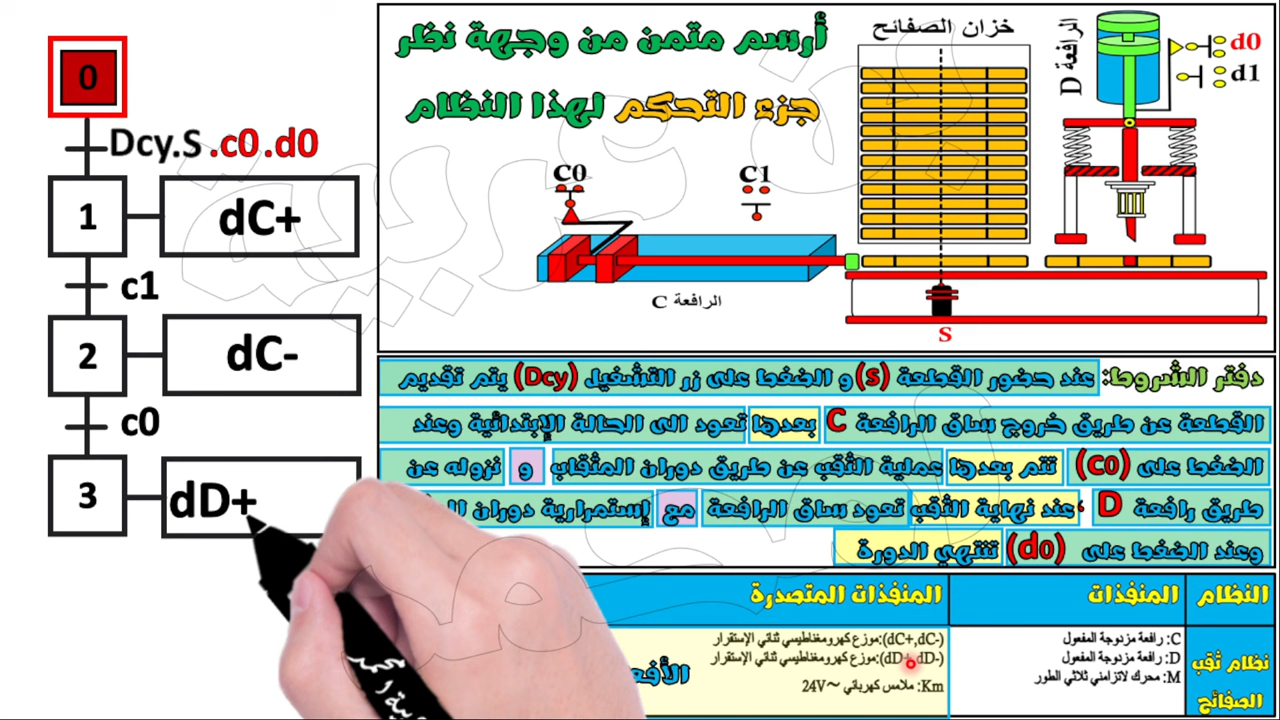 أرسم متمن من وجهة نظر
جزء التحكم لهذا النظام
خزان الصفائح
الرافعة D
d0
d1
C0
C1
الرافعة C
S
0
Dcy.S .c0 .d0
1
dC+
c1
2
dC-
c0
3
dD+
دفتر الشروط: عند حضور القطعة (s) و الضغط على زر التشغيل (Dcy) يتم تقديم
القطعة عن طريق خروج ساق الرافعة C بعدها تعود الى الحالة الإبتدائية وعند
الضغط على (c0) تتم بعدها عملية الثقب عن طريق دوران المثقاب و نزوله عن
طريق رافعة D ؛عند نهاية الثقب تعود ساق الرافعة مع إستمرارية دوران
وعند الضغط على (d0) تنتهي الدورة
النظام
المنفذات
المنفذات المتصدرة
نظام ثقب
الصفائح
C: رافعة مزدوجة المفعول
D: رافعة مزدوجة المفعول
M: محرك لاتزامني ثلاثي الطور
(dC+,dC-):موزع كهرومغناطيسي ثنائي الإستقرار
(dD+,dD-):موزع كهرومغناطيسي ثنائي الإستقرار
Km: ملامس كهربائي ~24V